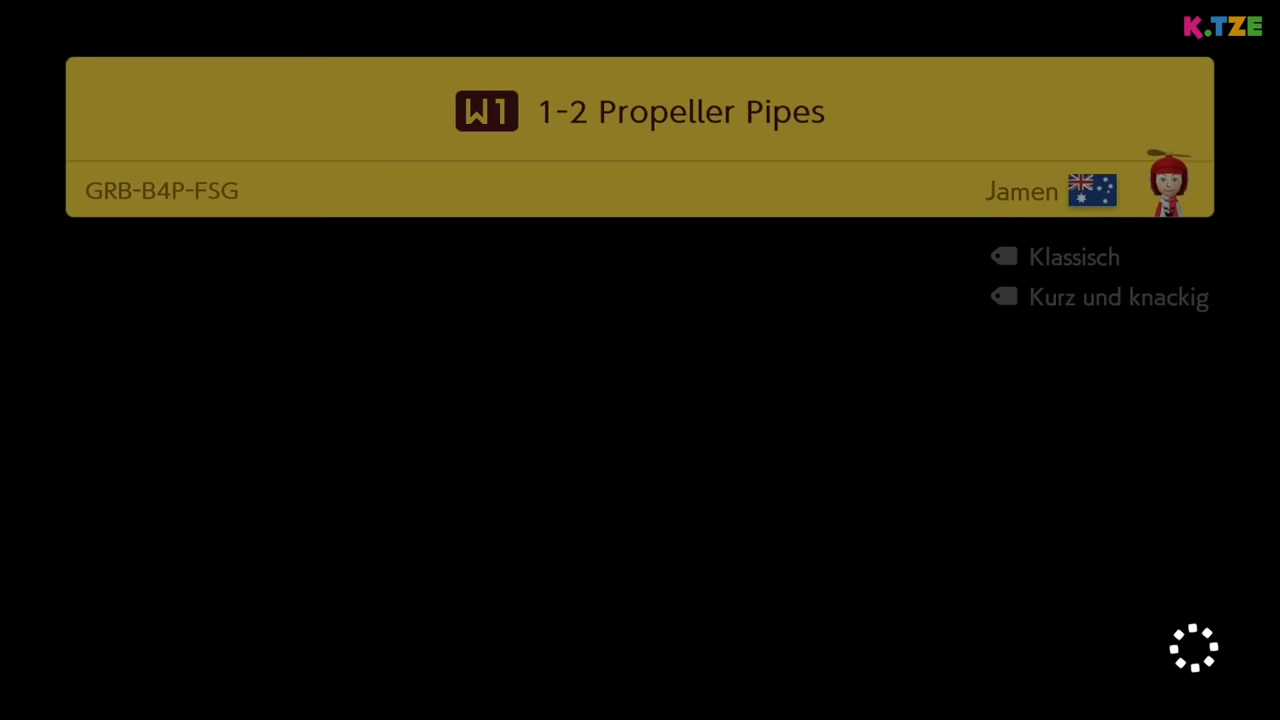 K.TZE
W1 1-2 Propeller Pipes
GRB-B4P-FSG
Jamen
Klassisch
Kurz und knackig